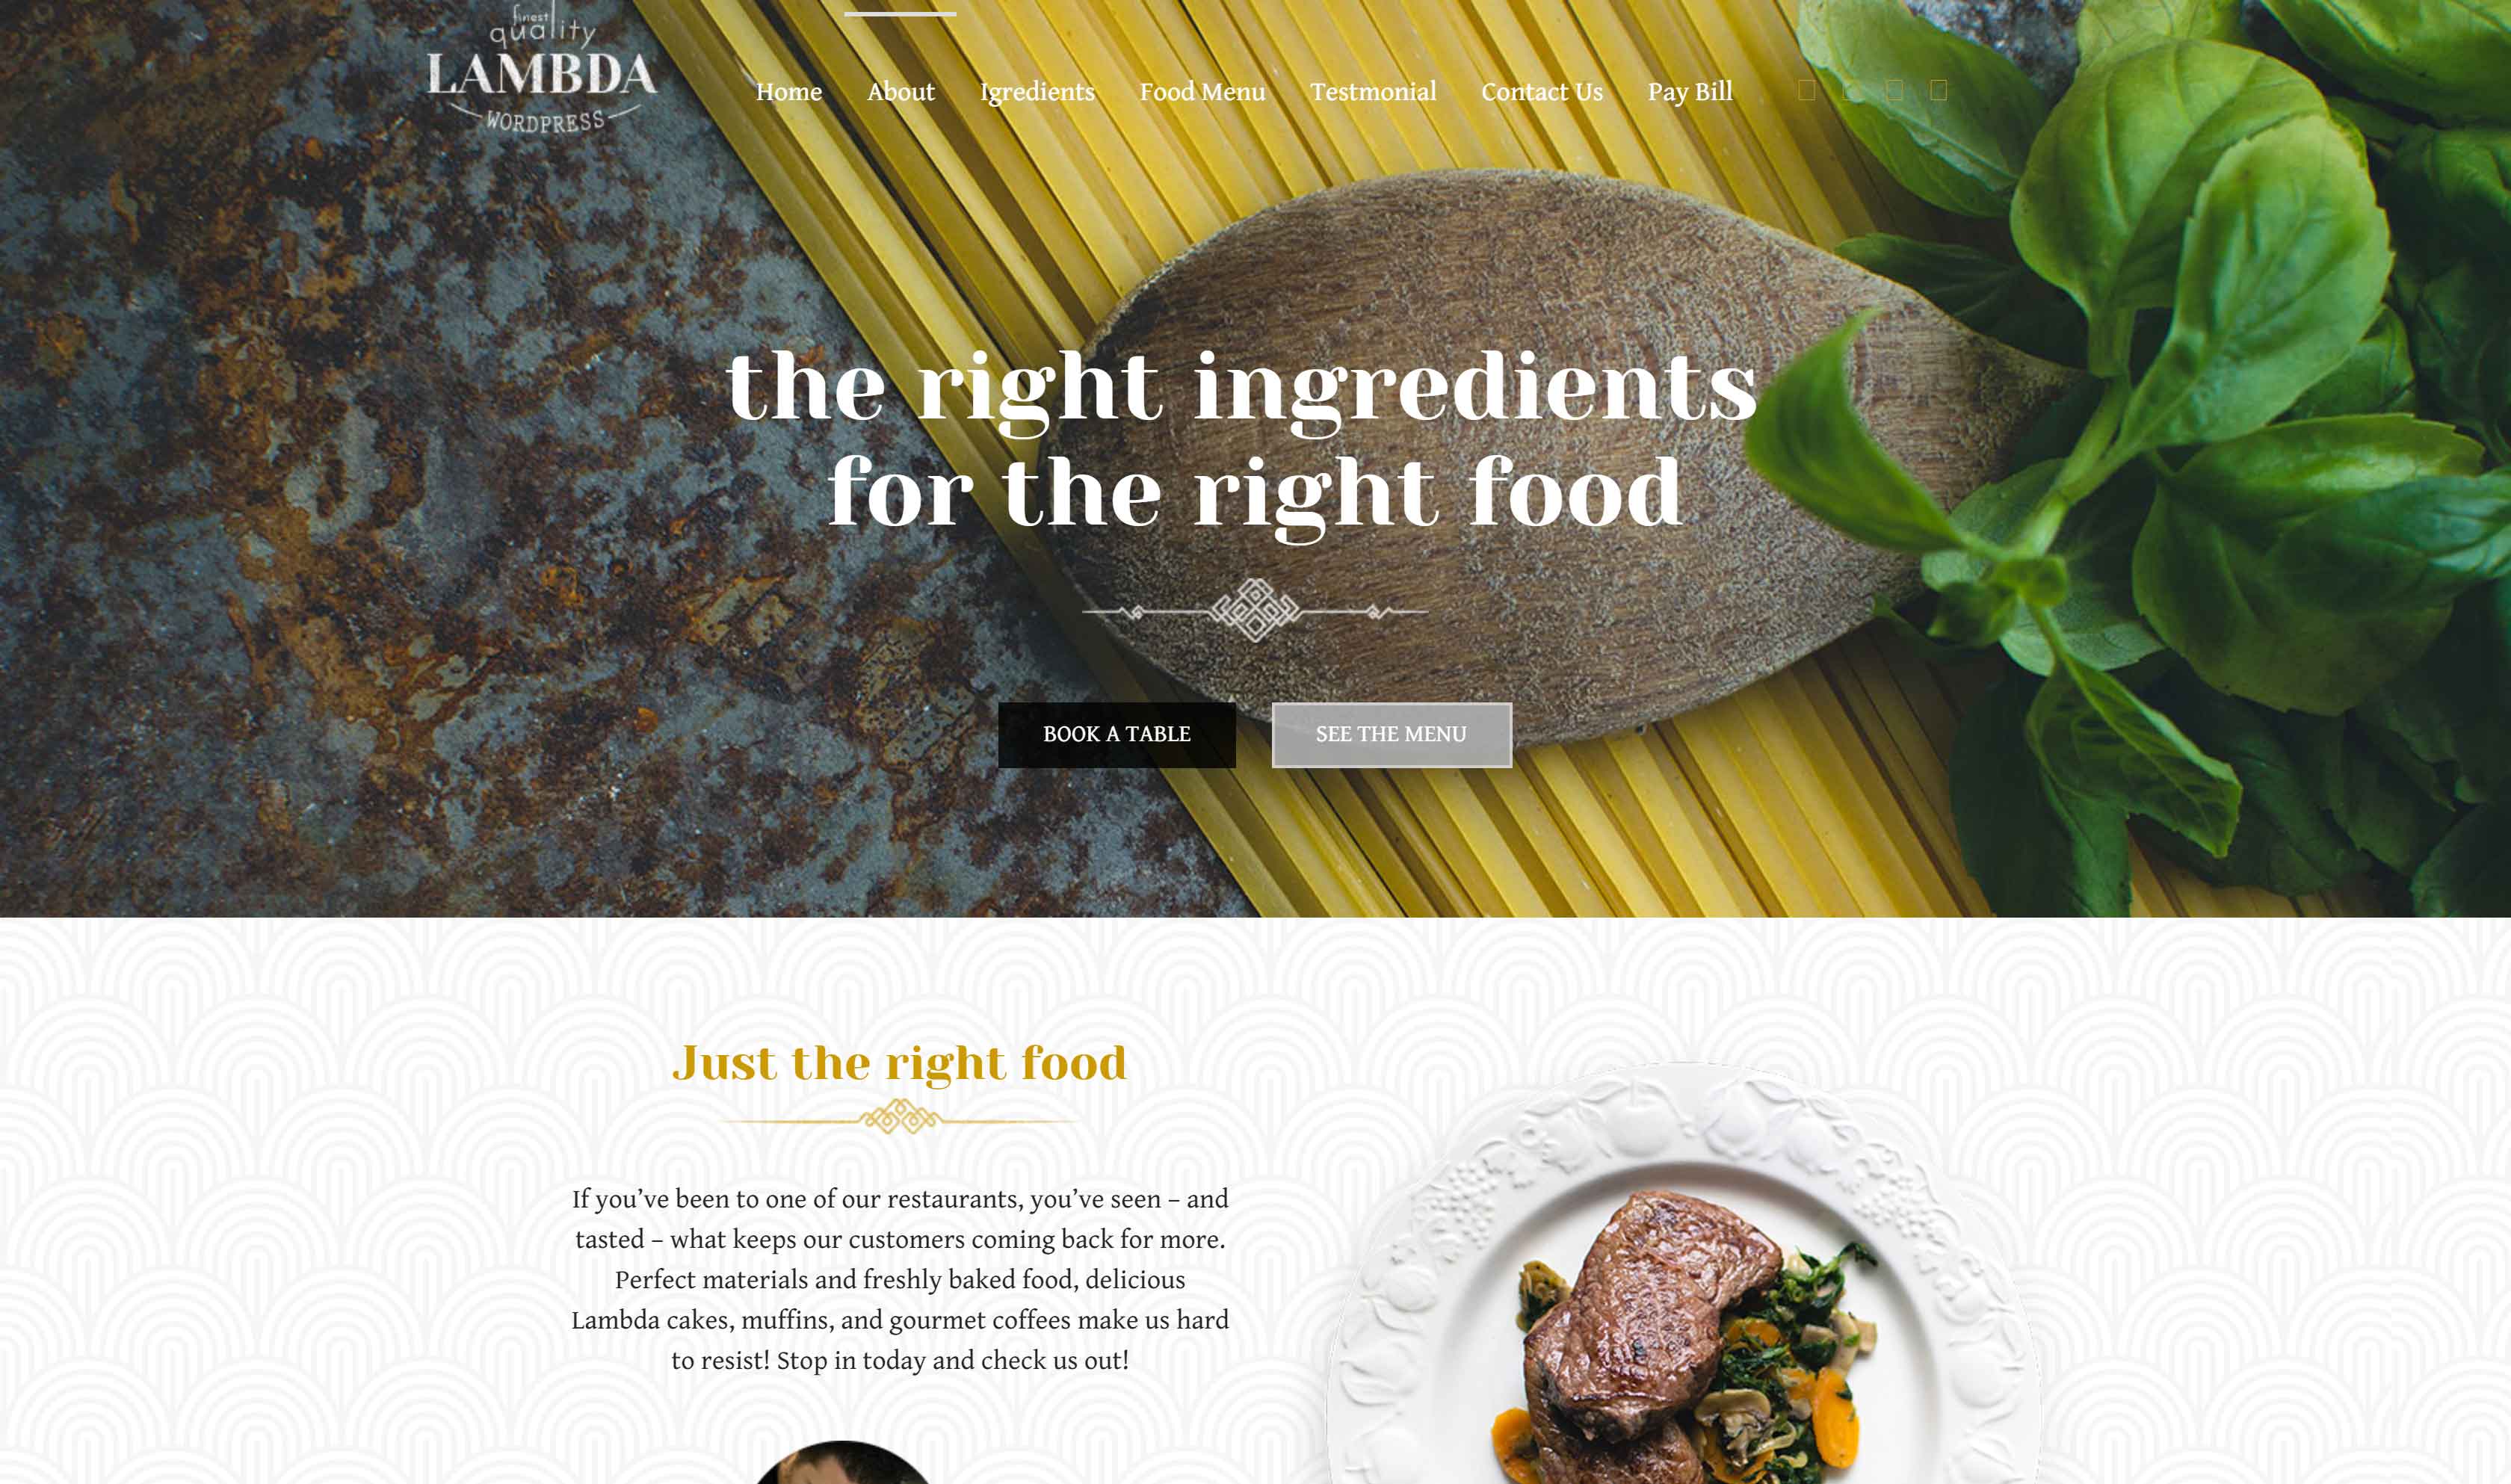 finest
quality
LAMBDA
WORDPRESS
Home About Igredients Food Menu Testmonial Contact Us Pay Bill
the right ingredients
for the right food
BOOK A TABLE SEE THE MENU
Just the right food
If you’ve been to one of our restaurants, you’ve seen – and
tasted – what keeps our customers coming back for more.
Perfect materials and freshly baked food, delicious
Lambda cakes, muffins, and gourmet coffees make us hard
to resist! Stop in today and check us out!